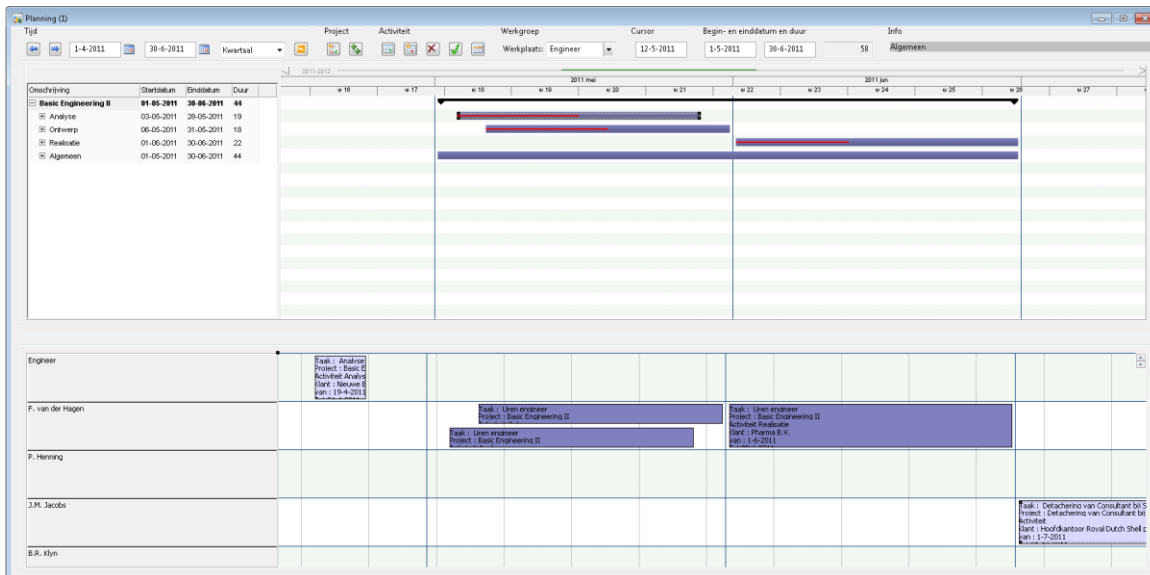 Planning (1)
Tijd Project Activiteit Werkgroep Cursor Begin- en einddatum en duur Info
1-4-2011 30-6-2011 Kwartaal Werkplaats: Engineer 12-5-2011 1-5-2011 30-6-2011 58 Algemeen
2011-2012
2011 mei 2011 jun
Omschrijving Startdatum Einddatum Duur w 16 w 17 w 18 w 19 w 20 w 21 w 22 w 23 w 24 w 25 w 26 w 27
Basic Engineering II 01-05-2011 30-06-2011 44
Analyse 03-05-2011 28-05-2011 19
Ontwerp 06-05-2011 31-05-2011 18
Realisatie 01-06-2011 30-06-2011 22
Algemeen 01-05-2011 30-06-2011 44
Engineer
Taak : Analyse
Project : Basic E
Activiteit Analys
Klant : Nieuwe E
van : 19-4-2011
F. van der Hagen
Taak : Uren engineer
Project : Basic Engineering II
Taak : Uren engineer
Project : Basic Engineering II
Taak : Uren engineer
Project : Basic Engineering II
Activiteit Realisatie
Klant : Pharma B.V.
van : 1-6-2011
P. Henning
J.M. Jacobs
Taak : Detachering van Consultant bij S
Project : Detachering van Consultant bij
Activiteit
Klant : Hoofdkantoor Royal Dutch Shell p
van : 1-7-2011
B.R. Klyn